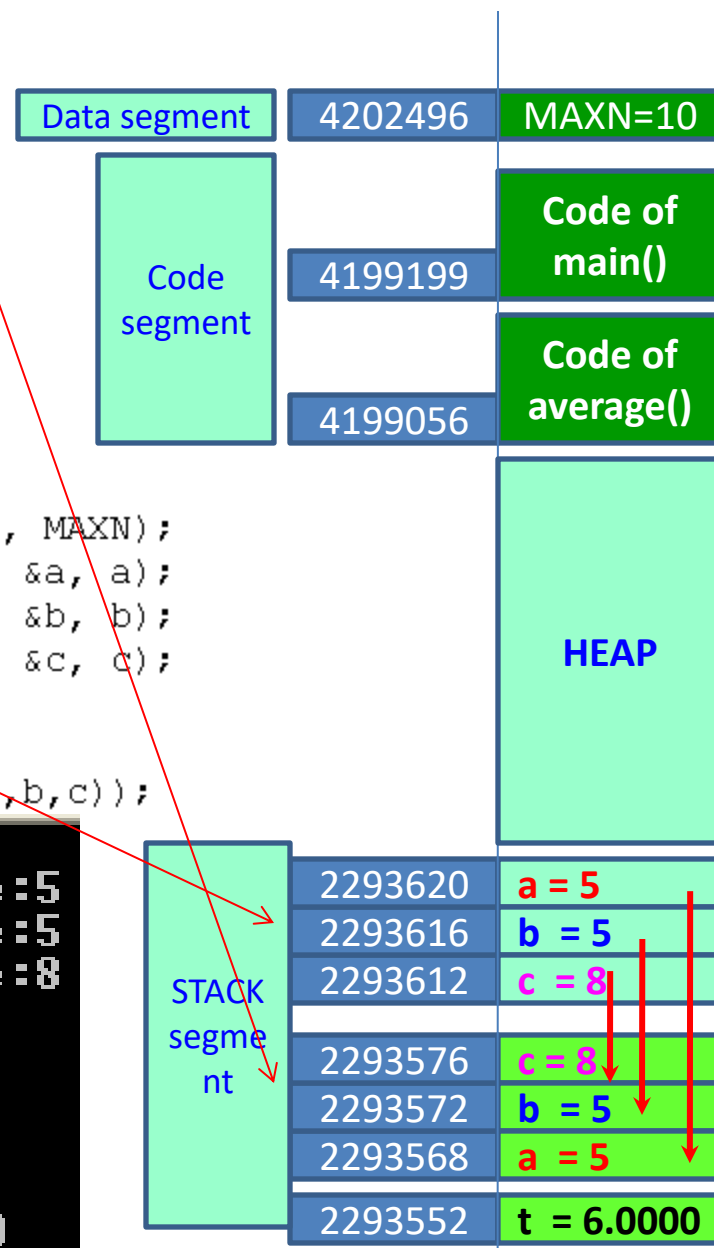 Data segment 4202496 MAXN=10
Code of
main()
Code
segment
4199199
Code of
average()
4199056
, MAXN);
&a, a);
&b, b);
&c, c);
HEAP
,b,c));
:5
:5
:8
STACK
segme
nt
2293620 a = 5
2293616 b = 5
2293612 c = 8
2293576 c = 8
2293572 b = 5
2293568 a = 5
2293552 t = 6.0000